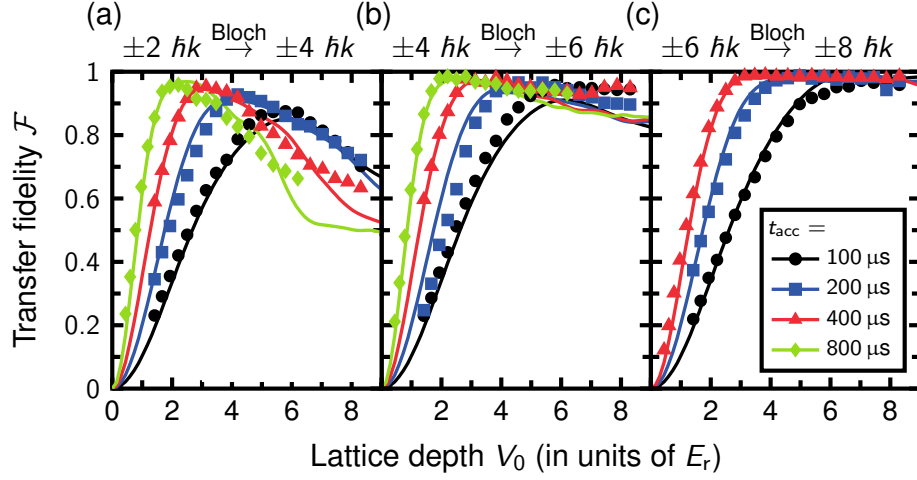 (a) (b) (c)
±2 ℏk Bloch → ±4 ℏk ±4 ℏk Bloch → ±6 ℏk ±6 ℏk Bloch → ±8 ℏk
Transfer fidelity ℱ
1
0.8
0.6
0.4
0.2
0
0 2 4 6 8 2 4 6 8 2 4 6 8
t_acc =
100 μs
200 μs
400 μs
800 μs
Lattice depth V₀ (in units of Eᵣ)